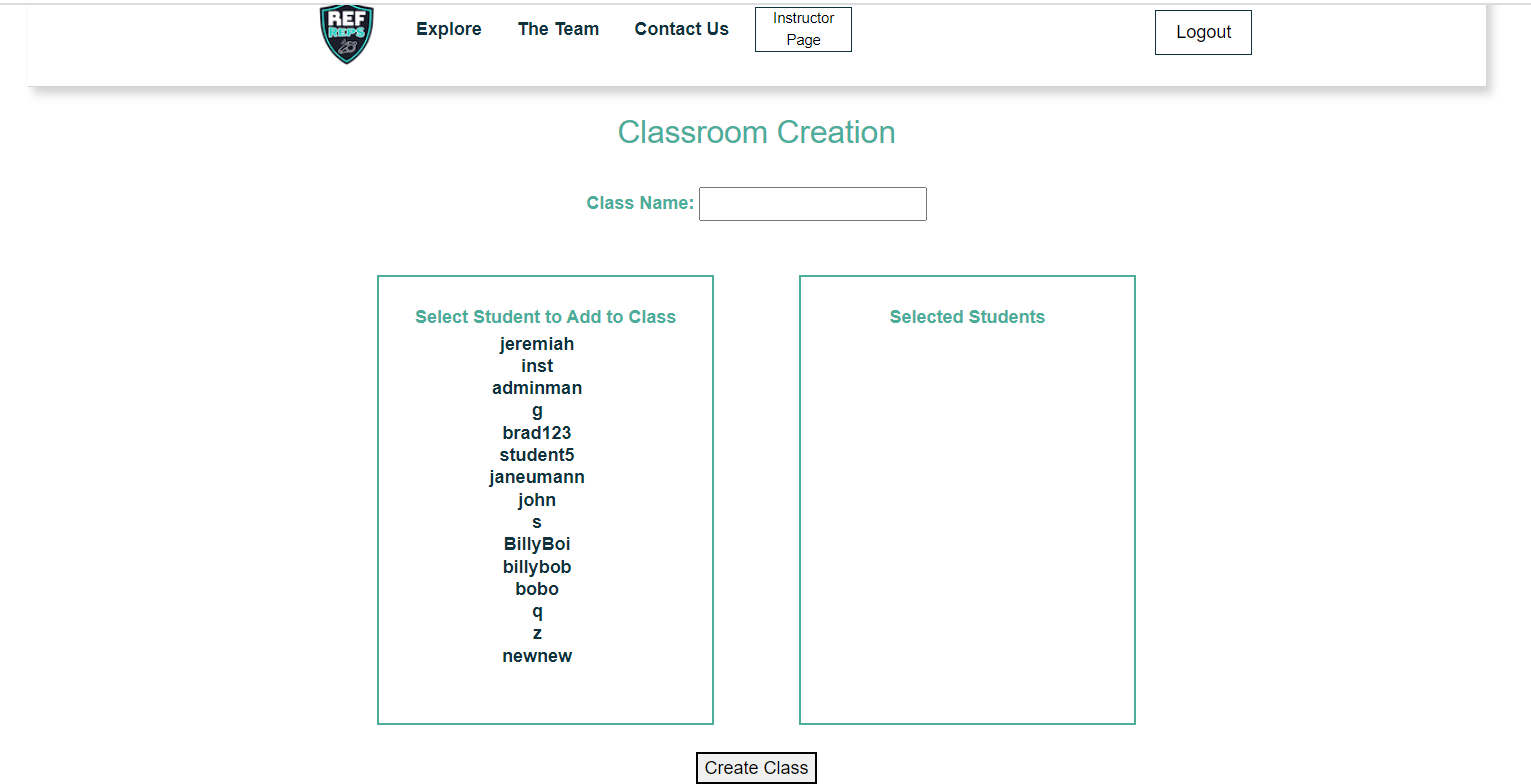 REF
REPS
Explore
The Team
Contact Us
Instructor
Page
Logout
Classroom Creation
Class Name:
Select Student to Add to Class
jeremiah
inst
adminman
g
brad123
student5
janeumann
john
s
BillyBoi
billybob
bobo
q
z
newnew
Selected Students
Create Class